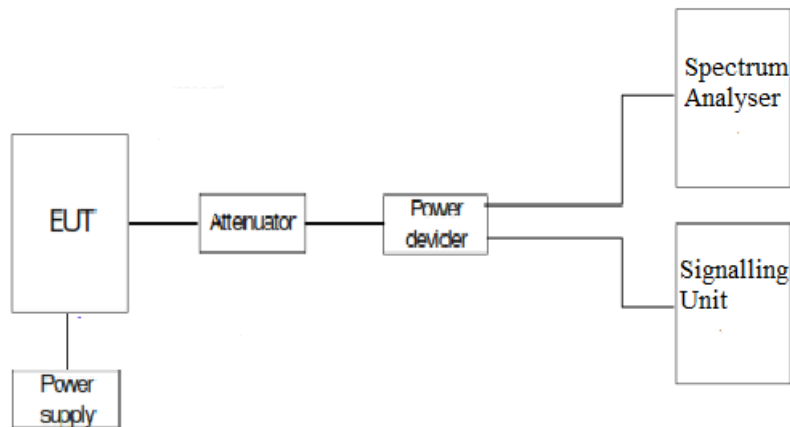 Spectrum
Analyser
EUT
Attenuator
Power
devider
Signalling
Unit
Power
supply